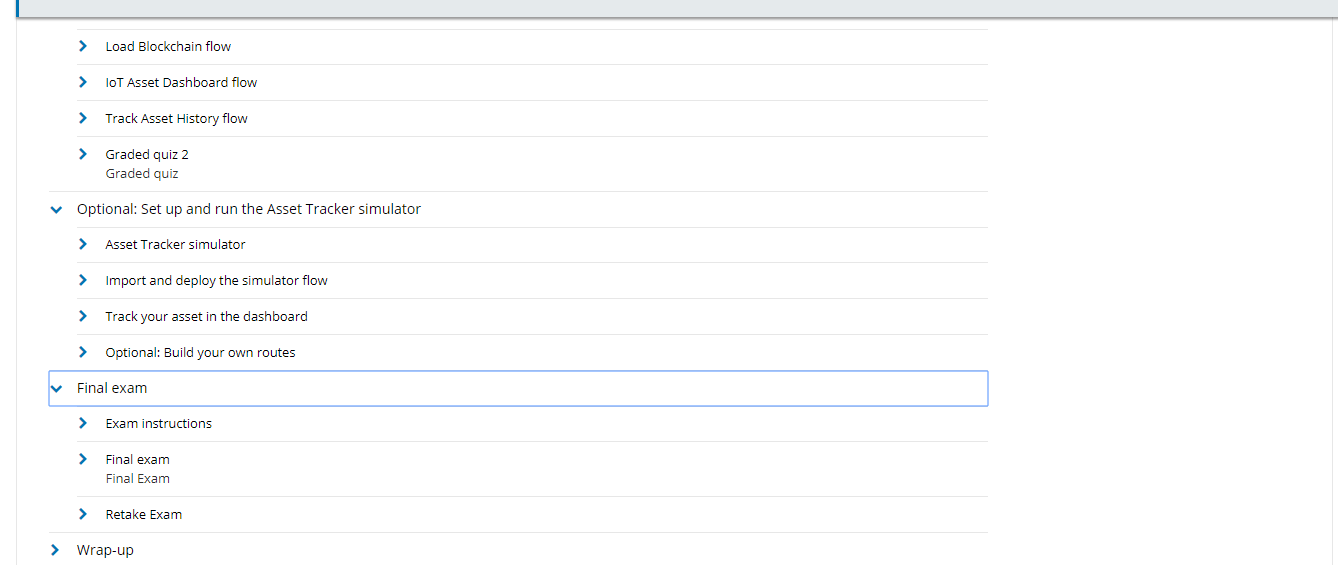 Load Blockchain flow
IoT Asset Dashboard flow
Track Asset History flow
Graded quiz 2
Graded quiz
Optional: Set up and run the Asset Tracker simulator
Asset Tracker simulator
Import and deploy the simulator flow
Track your asset in the dashboard
Optional: Build your own routes
Final exam
Exam instructions
Final exam
Final Exam
Retake Exam
Wrap-up